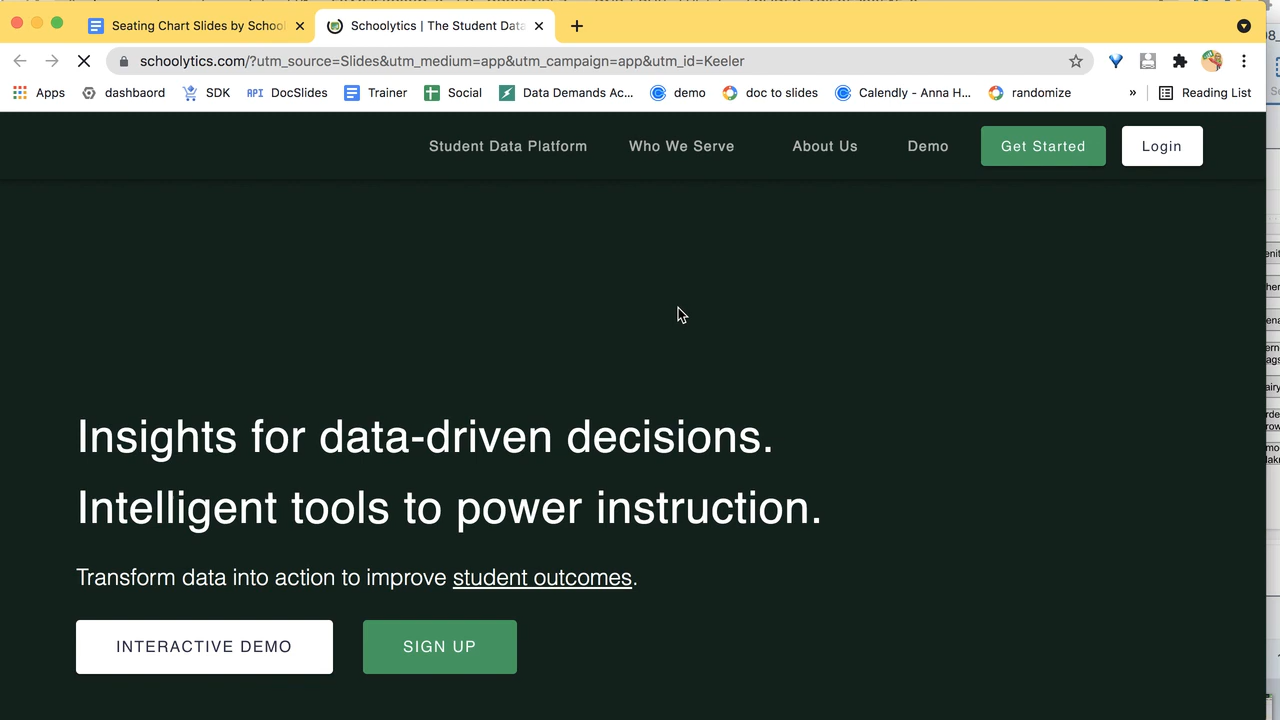 Seating Chart Slides by School
Schoolytics | The Student Data
schoolytics.com/?utm_source=Slides&utm_medium=app&utm_campaign=app&utm_id=Keeler
Apps dashbaord SDK API DocSlides Trainer Social Data Demands Ac... demo doc to slides Calendly - Anna H... randomize » Reading List
Student Data Platform Who We Serve About Us Demo Get Started Login
Insights for data-driven decisions.
Intelligent tools to power instruction.
Transform data into action to improve student outcomes.
INTERACTIVE DEMO SIGN UP